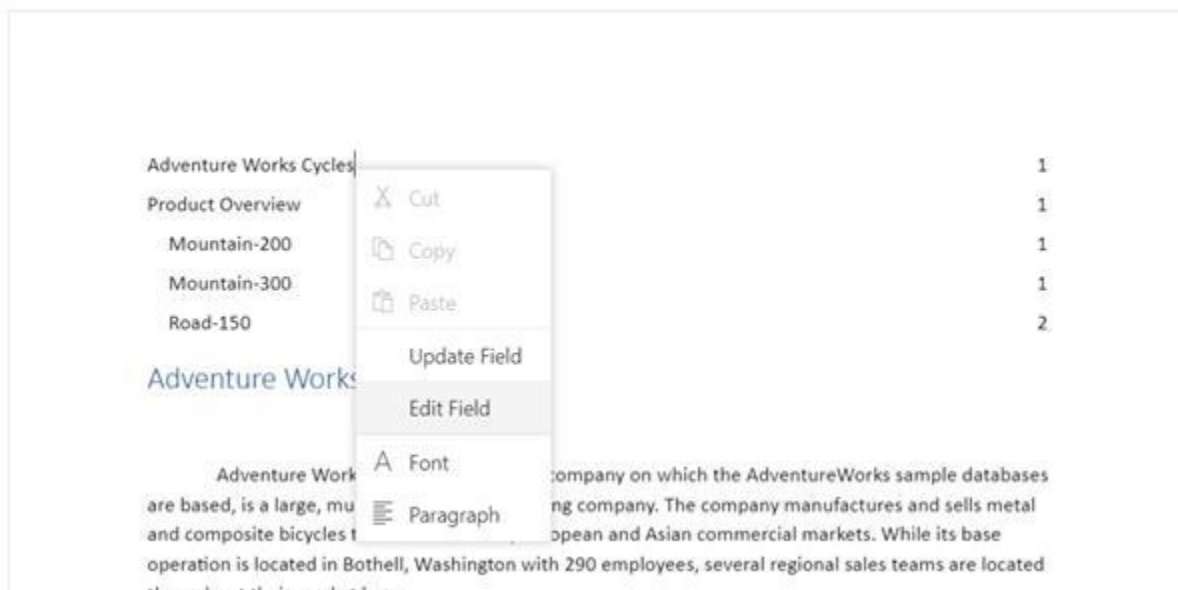 Adventure Works Cycles 1
Product Overview 1
Mountain-200 1
Mountain-300 1
Road-150 2
Cut
Copy
Paste
Update Field
Edit Field
Font
Paragraph
Adventure Works
Adventure Work company on which the AdventureWorks sample databases
are based, is a large, mu ng company. The company manufactures and sells metal
and composite bicycles t opean and Asian commercial markets. While its base
operation is located in Bothell, Washington with 290 employees, several regional sales teams are located